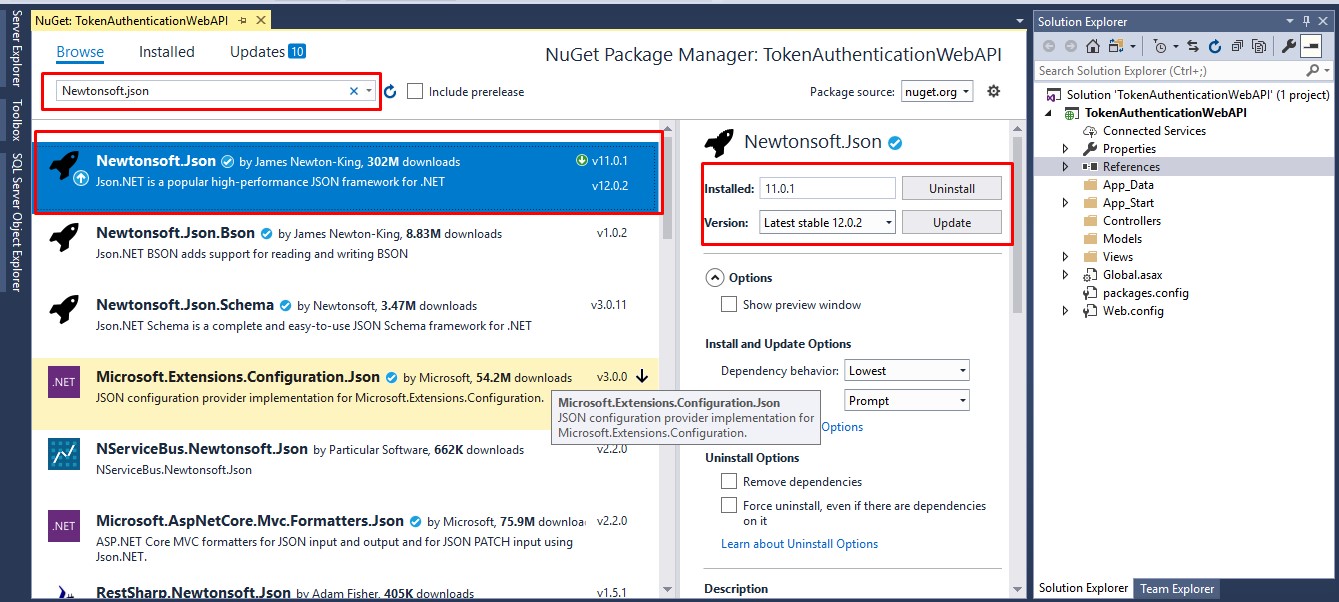 NuGet: TokenAuthenticationWebAPI
Server Explorer
Toolbox
SQL Server Object Explorer
Browse
Installed
Updates 10
NuGet Package Manager: TokenAuthenticationWebAPI
Newtonsoft.json
Include prerelease
Package source: nuget.org
Newtonsoft.Json by James Newton-King, 302M downloads
v11.0.1
Json.NET is a popular high-performance JSON framework for .NET
v12.0.2
Newtonsoft.Json.Bson by James Newton-King, 8.83M downloads
v1.0.2
Json.NET BSON adds support for reading and writing BSON
Newtonsoft.Json.Schema by Newtonsoft, 3.47M downloads
v3.0.11
Json.NET Schema is a complete and easy-to-use JSON Schema framework for .NET
.NET
Microsoft.Extensions.Configuration.Json by Microsoft, 54.2M downloads
v3.0.0
JSON configuration provider implementation for Microsoft.Extensions.Configuration.
Microsoft.Extensions.Configuration.Json
JSON configuration provider implementation for
Microsoft.Extensions.Configuration.
NServiceBus.Newtonsoft.Json by Particular Software, 662K downloads
v2.2.0
NServiceBus.Newtonsoft.Json
.NET
Microsoft.AspNetCore.Mvc.Formatters.Json by Microsoft, 75.9M downloa
v2.2.0
ASP.NET Core MVC formatters for JSON input and output and for JSON PATCH input using
Json.NET.
RestSharp.Newtonsoft.Json by Adam Fisher, 405K downloads
v1.5.1
Newtonsoft.Json
Installed: 11.0.1 Uninstall
Version: Latest stable 12.0.2 Update
Options
Show preview window
Install and Update Options
Dependency behavior: Lowest
Prompt
Options
Uninstall Options
Remove dependencies
Force uninstall, even if there are dependencies
on it
Learn about Uninstall Options
Description
Solution Explorer
Search Solution Explorer (Ctrl+;)
Solution 'TokenAuthenticationWebAPI' (1 project)
TokenAuthenticationWebAPI
Connected Services
Properties
References
App_Data
App_Start
Controllers
Models
Views
Global.asax
packages.config
Web.config
Solution Explorer
Team Explorer